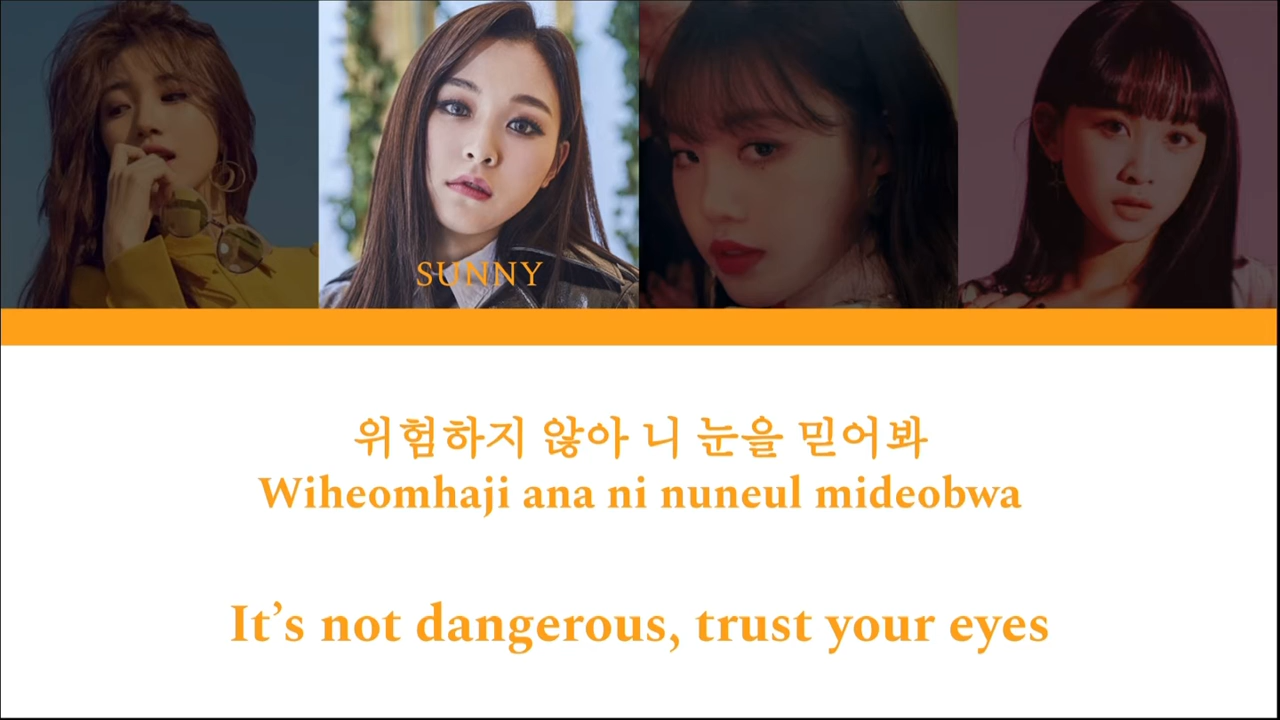 SUNNY
위험하지 않아 니 눈을 믿어봐
Wiheomhaji ana ni nuneul mideobwa
It’s not dangerous, trust your eyes